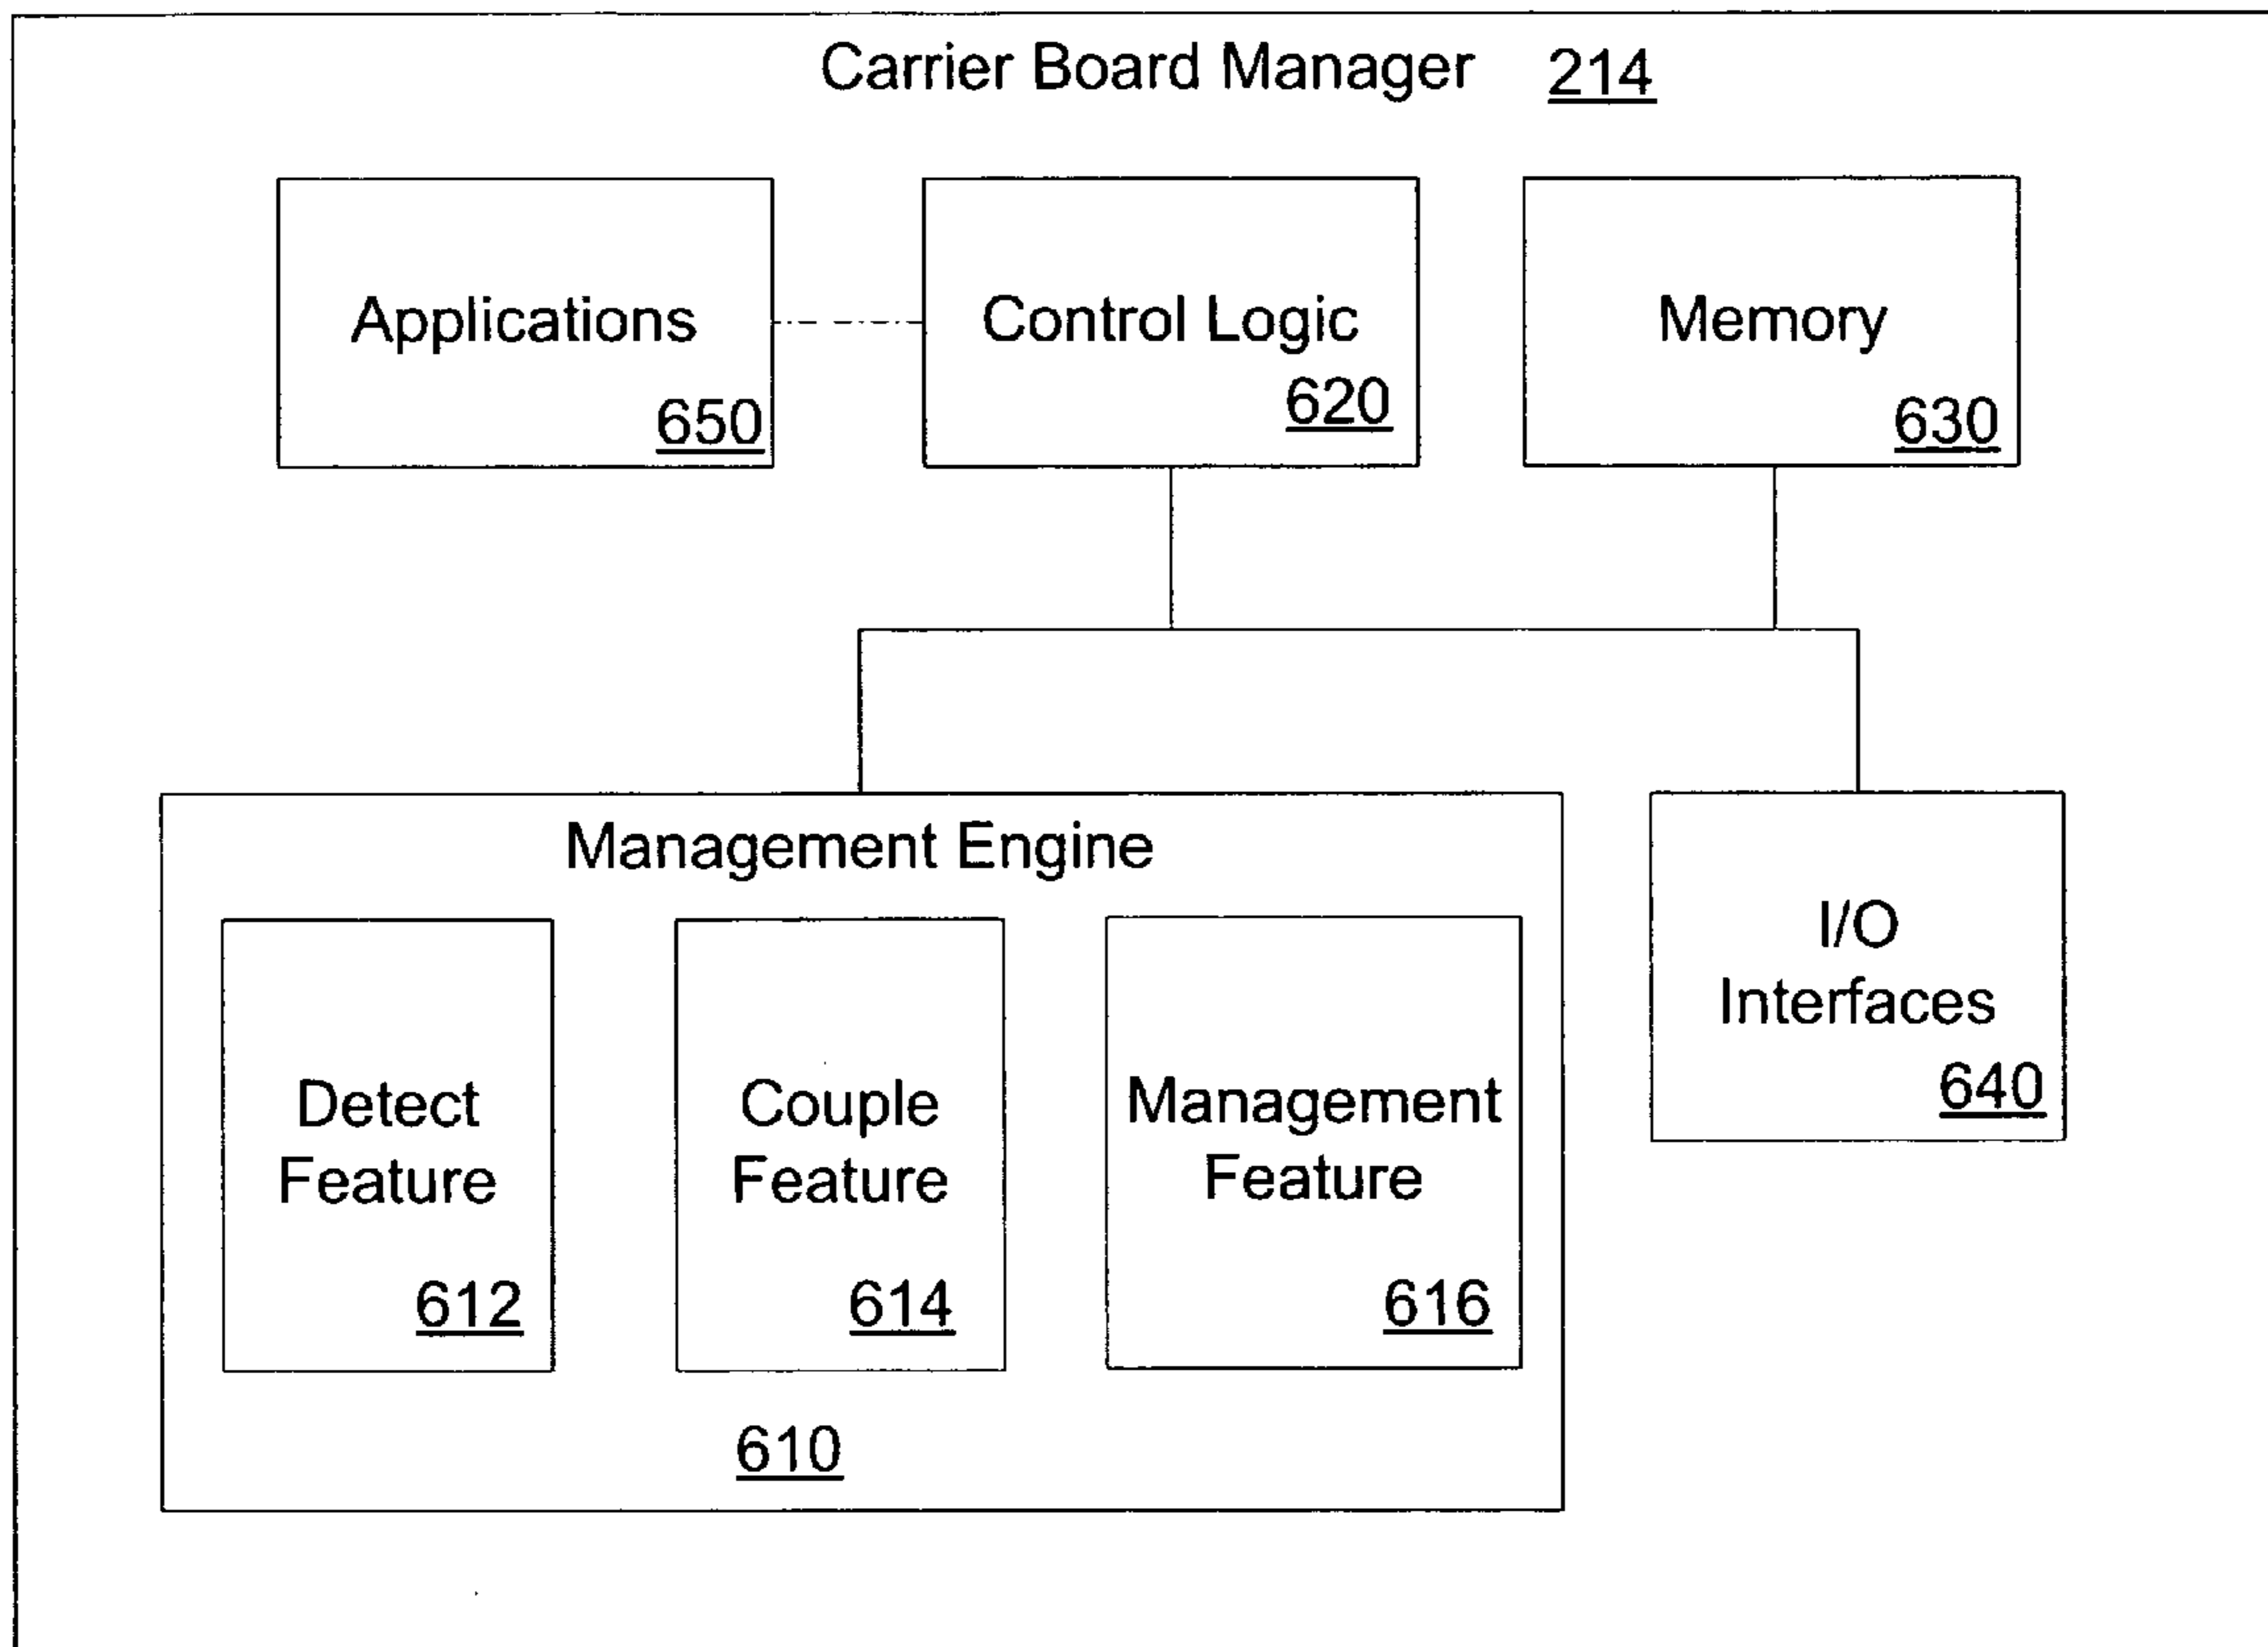 Carrier Board Manager 214
Applications
650
Control Logic
620
Memory
630
Management Engine
Detect
Feature
612
Couple
Feature
614
Management
Feature
616
610
I/O
Interfaces
640